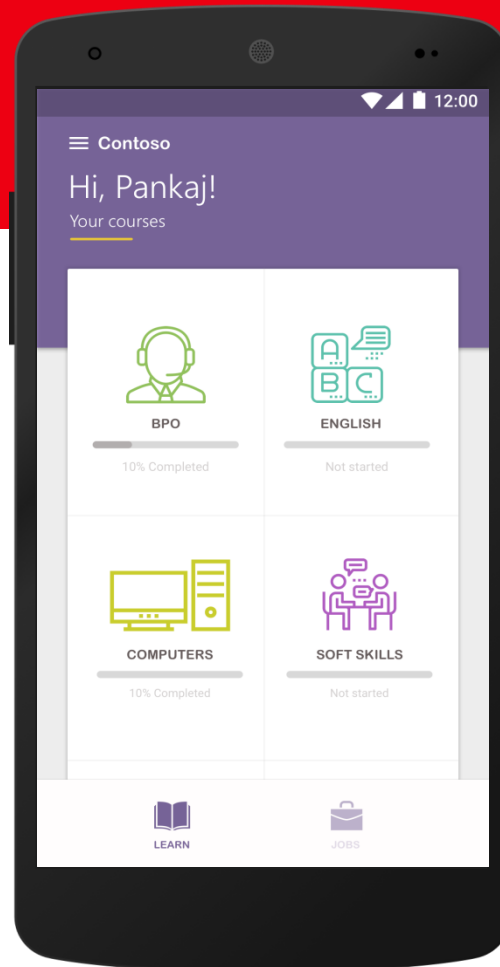 12:00
Contoso
Hi, Pankaj!
Your courses
A
B C
BPO
ENGLISH
10% Completed
Not started
COMPUTERS
SOFT SKILLS
10% Completed
Not started
LEARN
JOBS